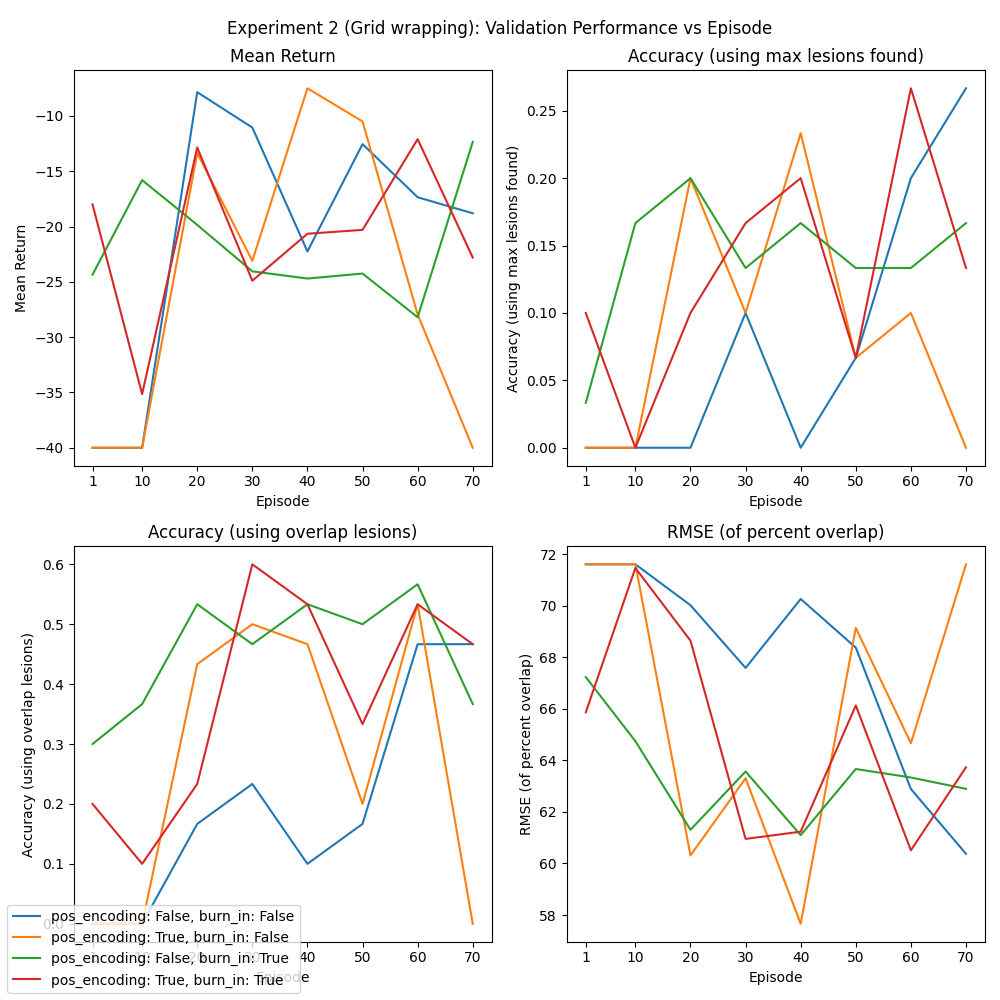 Experiment 2 (Grid wrapping): Validation Performance vs Episode
Mean Return
Mean Return
−10
−15
−20
−25
−30
−35
−40
1 10 20 30 40 50 60 70
Episode
Accuracy (using max lesions found)
Accuracy (using max lesions found)
0.25
0.20
0.15
0.10
0.05
0.00
1 10 20 30 40 50 60 70
Episode
Accuracy (using overlap lesions)
Accuracy (using overlap lesions)
0.6
0.5
0.4
0.3
0.2
0.1
0.0
40 50 60 70
Episode
RMSE (of percent overlap)
RMSE (of percent overlap)
72
70
68
66
64
62
60
58
1 10 20 30 40 50 60 70
Episode
pos_encoding: False, burn_in: False
pos_encoding: True, burn_in: False
pos_encoding: False, burn_in: True
pos_encoding: True, burn_in: True